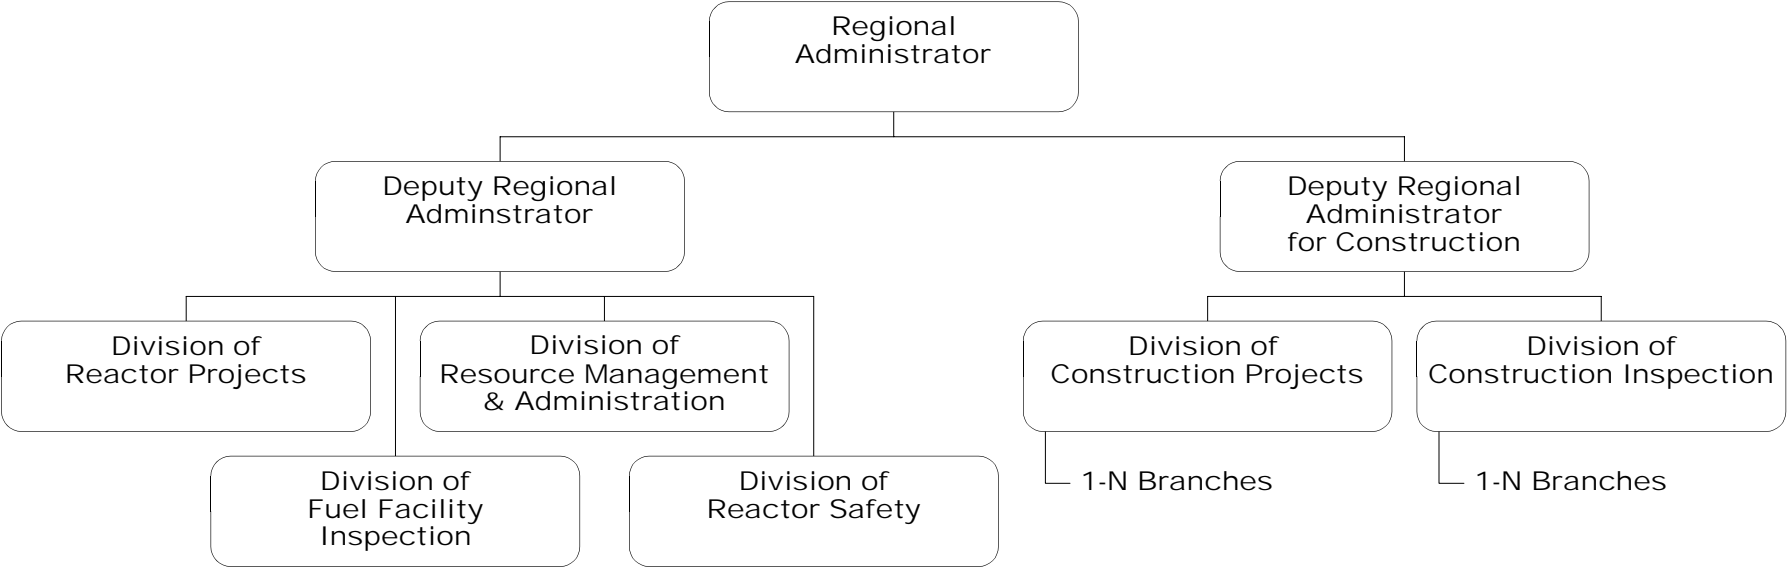 Regional
Administrator
Deputy Regional
Adminstrator
Deputy Regional
Administrator
for Construction
Division of
Reactor Projects
Division of
Resource Management
& Administration
Division of
Construction Projects
Division of
Construction Inspection
Division of
Fuel Facility
Inspection
Division of
Reactor Safety
1-N Branches
1-N Branches